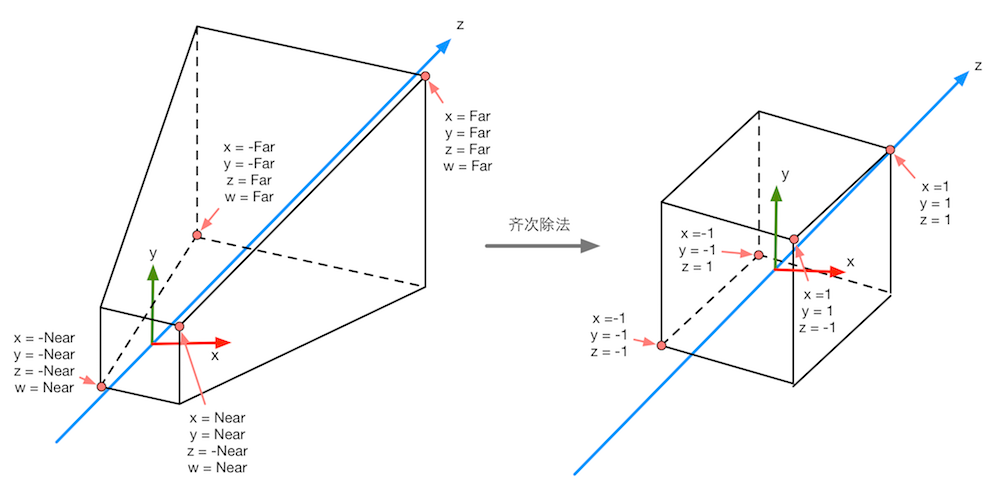 z
x = Far
y = Far
z = Far
w = Far
x = -Far
y = -Far
z = Far
w = Far
y
x
x = -Near
y = -Near
z = -Near
w = Near
x = Near
y = Near
z = -Near
w = Near
齐次除法
z
x =1
y = 1
z = 1
y
x =-1
y = -1
z = 1
x
x =1
y = 1
z = -1
x =-1
y = -1
z = -1